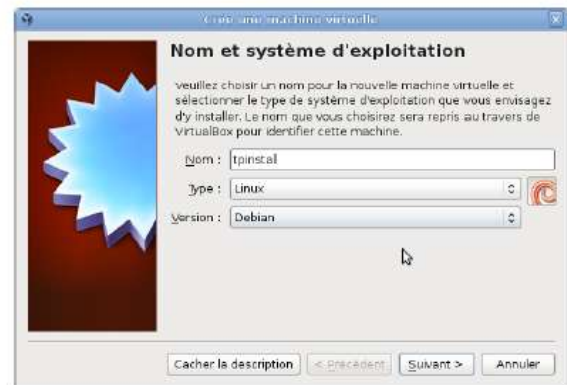 Crée une machine virtuelle
Nom et système d'exploitation
Veuillez choisir un nom pour la nouvelle machine virtuelle et
sélectionner le type de système d'exploitation que vous envisagez
d'y installer. Le nom que vous choisirez sera repris au travers de
VirtualBox pour identifier cette machine.
Nom : tpinstall
Type : Linux
Version : Debian
Cacher la description < Précédent Suivant > Annuler